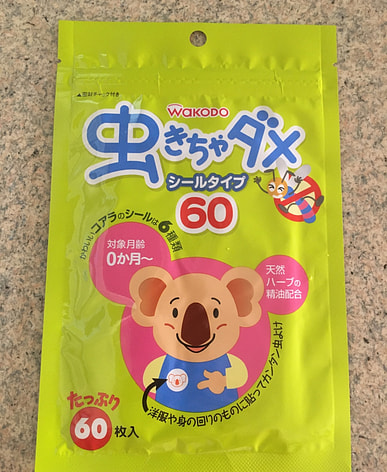 ▲開封チャック付き
WAKODO
虫きちゃダメ
シールタイプ
60
かわいいコアラのシールは6種類
対象月齢
0か月～
天然
ハーブの
精油配合
洋服や身の回りのものに貼ってカンタン虫よけ
たっぷり
60枚入